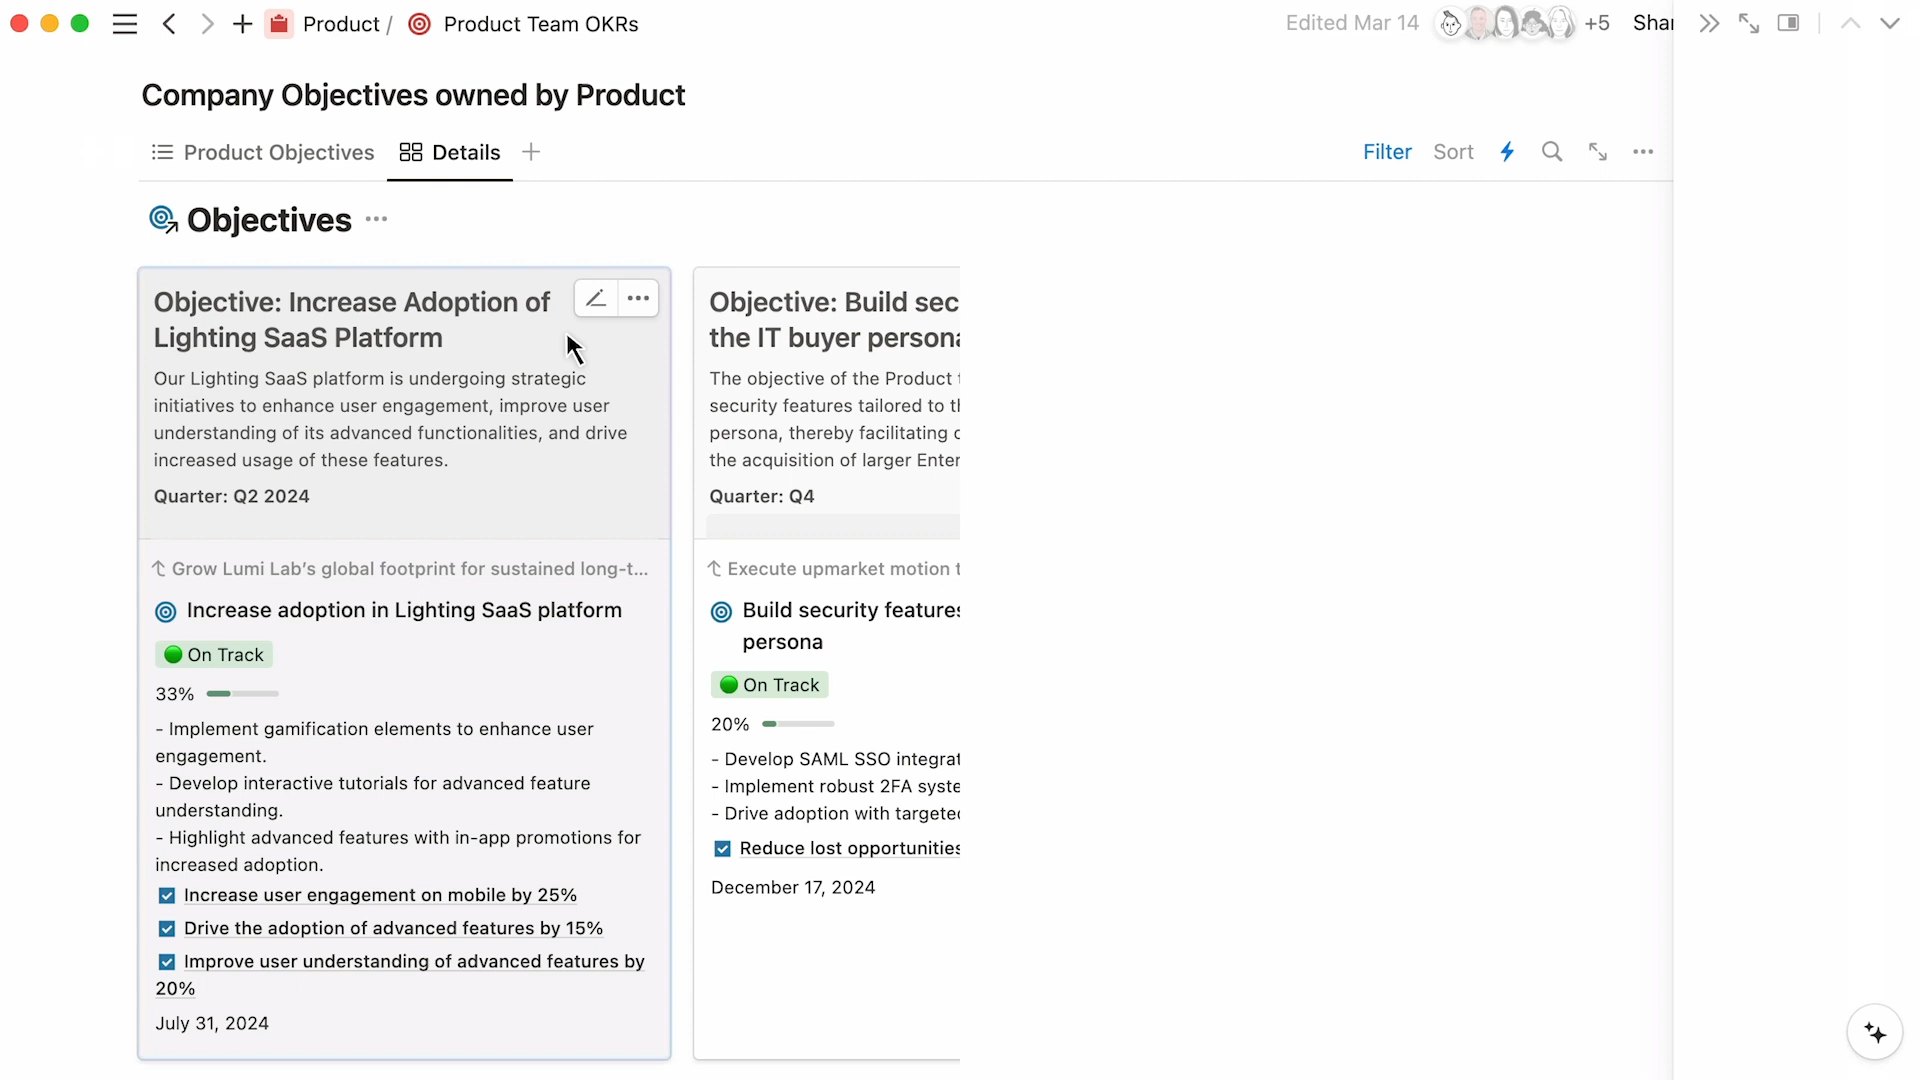 Product / Product Team OKRs
Edited Mar 14
+5
Company Objectives owned by Product
Product Objectives
Details
Filter
Sort
Objectives
Objective: Increase Adoption of
Lighting SaaS Platform
Our Lighting SaaS platform is undergoing strategic
initiatives to enhance user engagement, improve user
understanding of its advanced functionalities, and drive
increased usage of these features.
Quarter: Q2 2024
Grow Lumi Lab's global footprint for sustained long-t...
Increase adoption in Lighting SaaS platform
On Track
33%
- Implement gamification elements to enhance user
engagement.
- Develop interactive tutorials for advanced feature
understanding.
- Highlight advanced features with in-app promotions for
increased adoption.
Increase user engagement on mobile by 25%
Drive the adoption of advanced features by 15%
Improve user understanding of advanced features by
20%
July 31, 2024
Objective: Build
the IT buyer persona
The objective of the Product
security features tailored to
persona, thereby facilitating
the acquisition of larger
Quarter: Q4
Execute upmarket motion
Build security features
persona
On Track
20%
- Develop SAML SSO
- Implement robust 2FA
- Drive adoption with targeted
Reduce lost opportunities
December 17, 2024